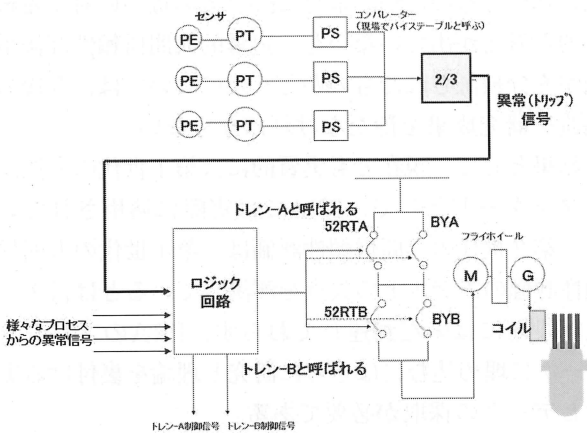 センサ
コンパレーター
(現場でバイステーブルと呼ぶ)
PE PT PS
PE PT PS
PE PT PS
2/3
異常(トリップ)
信号
トレン-Aと呼ばれる
52RTA
BYA
フライホイール
M
G
ロジック
回路
52RTB
BYB
コイル
様々なプロセス
からの異常信号
トレン-Bと呼ばれる
トレン-A制御信号
トレン-B制御信号